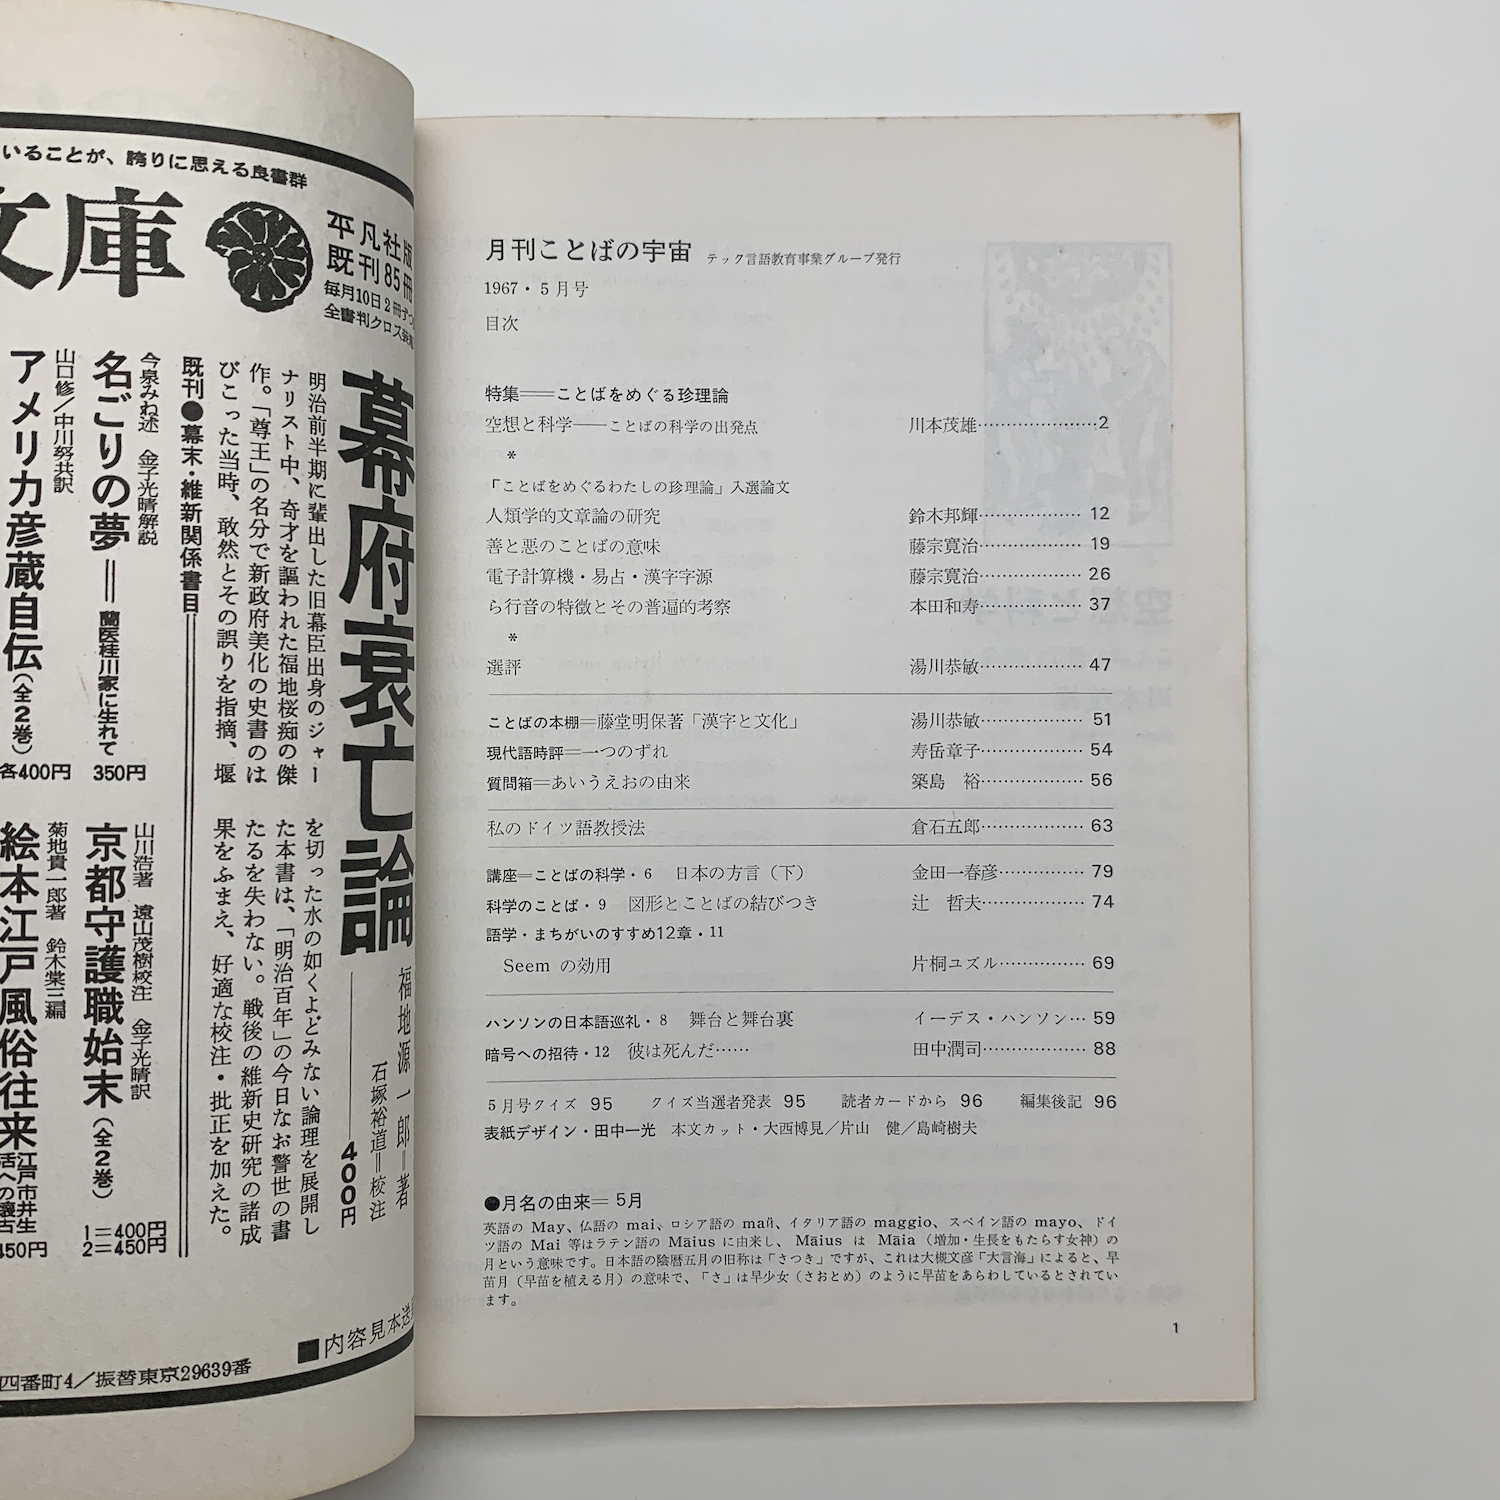 いることが、誇りに思える良書群
文庫
平凡社版
既刊85冊
毎月10日2冊ずつ
全書判クロス装
幕府衰亡論
福地源一郎=著
石塚裕道=校注
400円
明治前半期に輩出した旧幕臣出身のジャー
ナリスト中、奇才を謳われた福地桜痴の傑
作。「尊王」の名分で新政府美化の史書のは
びこった当時、敢然とその誤りを指摘、堰
を切った水の如くよどみない論理を展開し
た本書は、「明治百年」の今日なお警世の書
たるを失わない。戦後の維新史研究の諸成
果をふまえ、好適な校注・批正を加えた。
既刊●幕末・維新関係書目
今泉みね述 金子光晴解説
名ごりの夢=蘭医桂川家に生れて
350円
山口修/中川努共訳
アメリカ彦蔵自伝(全2巻)
各400円
山川浩著 遠山茂樹校注 金子光晴訳
京都守護職始末(全2巻)
1=400円
2=450円
菊地貴一郎著 鈴木棠三編
絵本江戸風俗往来
江戸市井生
活への懐古
450円
■内容見本送
四番町4/振替東京29639番
月刊ことばの宇宙 テック言語教育事業グループ発行
1967・5月号
目次
特集――ことばをめぐる珍理論
空想と科学――ことばの科学の出発点 川本茂雄…………………2
*
「ことばをめぐるわたしの珍理論」入選論文
人類学的文章論の研究 鈴木邦輝……………… 12
善と悪のことばの意味 藤宗寛治……………… 19
電子計算機・易占・漢字字源 藤宗寛治……………… 26
ら行音の特徴とその普遍的考察 本田和寿……………… 37
*
選評 湯川恭敏……………… 47
ことばの本棚=藤堂明保著「漢字と文化」 湯川恭敏……………… 51
現代語時評=一つのずれ 寿岳章子……………… 54
質問箱=あいうえおの由来 築島 裕……………… 56
私のドイツ語教授法 倉石五郎……………… 63
講座=ことばの科学・6 日本の方言(下) 金田一春彦…………… 79
科学のことば・9 図形とことばの結びつき 辻 哲夫……………… 74
語学・まちがいのすすめ12章・11
Seem の効用 片桐ユズル…………… 69
ハンソンの日本語巡礼・8 舞台と舞台裏 イーデス・ハンソン… 59
暗号への招待・12 彼は死んだ…… 田中潤司……………… 88
5月号クイズ 95 クイズ当選者発表 95 読者カードから 96 編集後記 96
表紙デザイン・田中一光 本文カット・大西博見/片山 健/島崎樹夫
●月名の由来= 5月
英語の May、仏語の mai、ロシア語の май、イタリア語の maggio、スペイン語の mayo、ドイ
ツ語の Mai 等はラテン語の Māius に由来し、Māius は Māia (増加・生長をもたらす女神) の
月という意味です。日本語の陰暦五月の旧称は「さつき」ですが、これは大槻文彦「大言海」によると、早
苗月(早苗を植える月)の意味で、「さ」は早少女(さおとめ)のように早苗をあらわしているとされてい
ます。
1